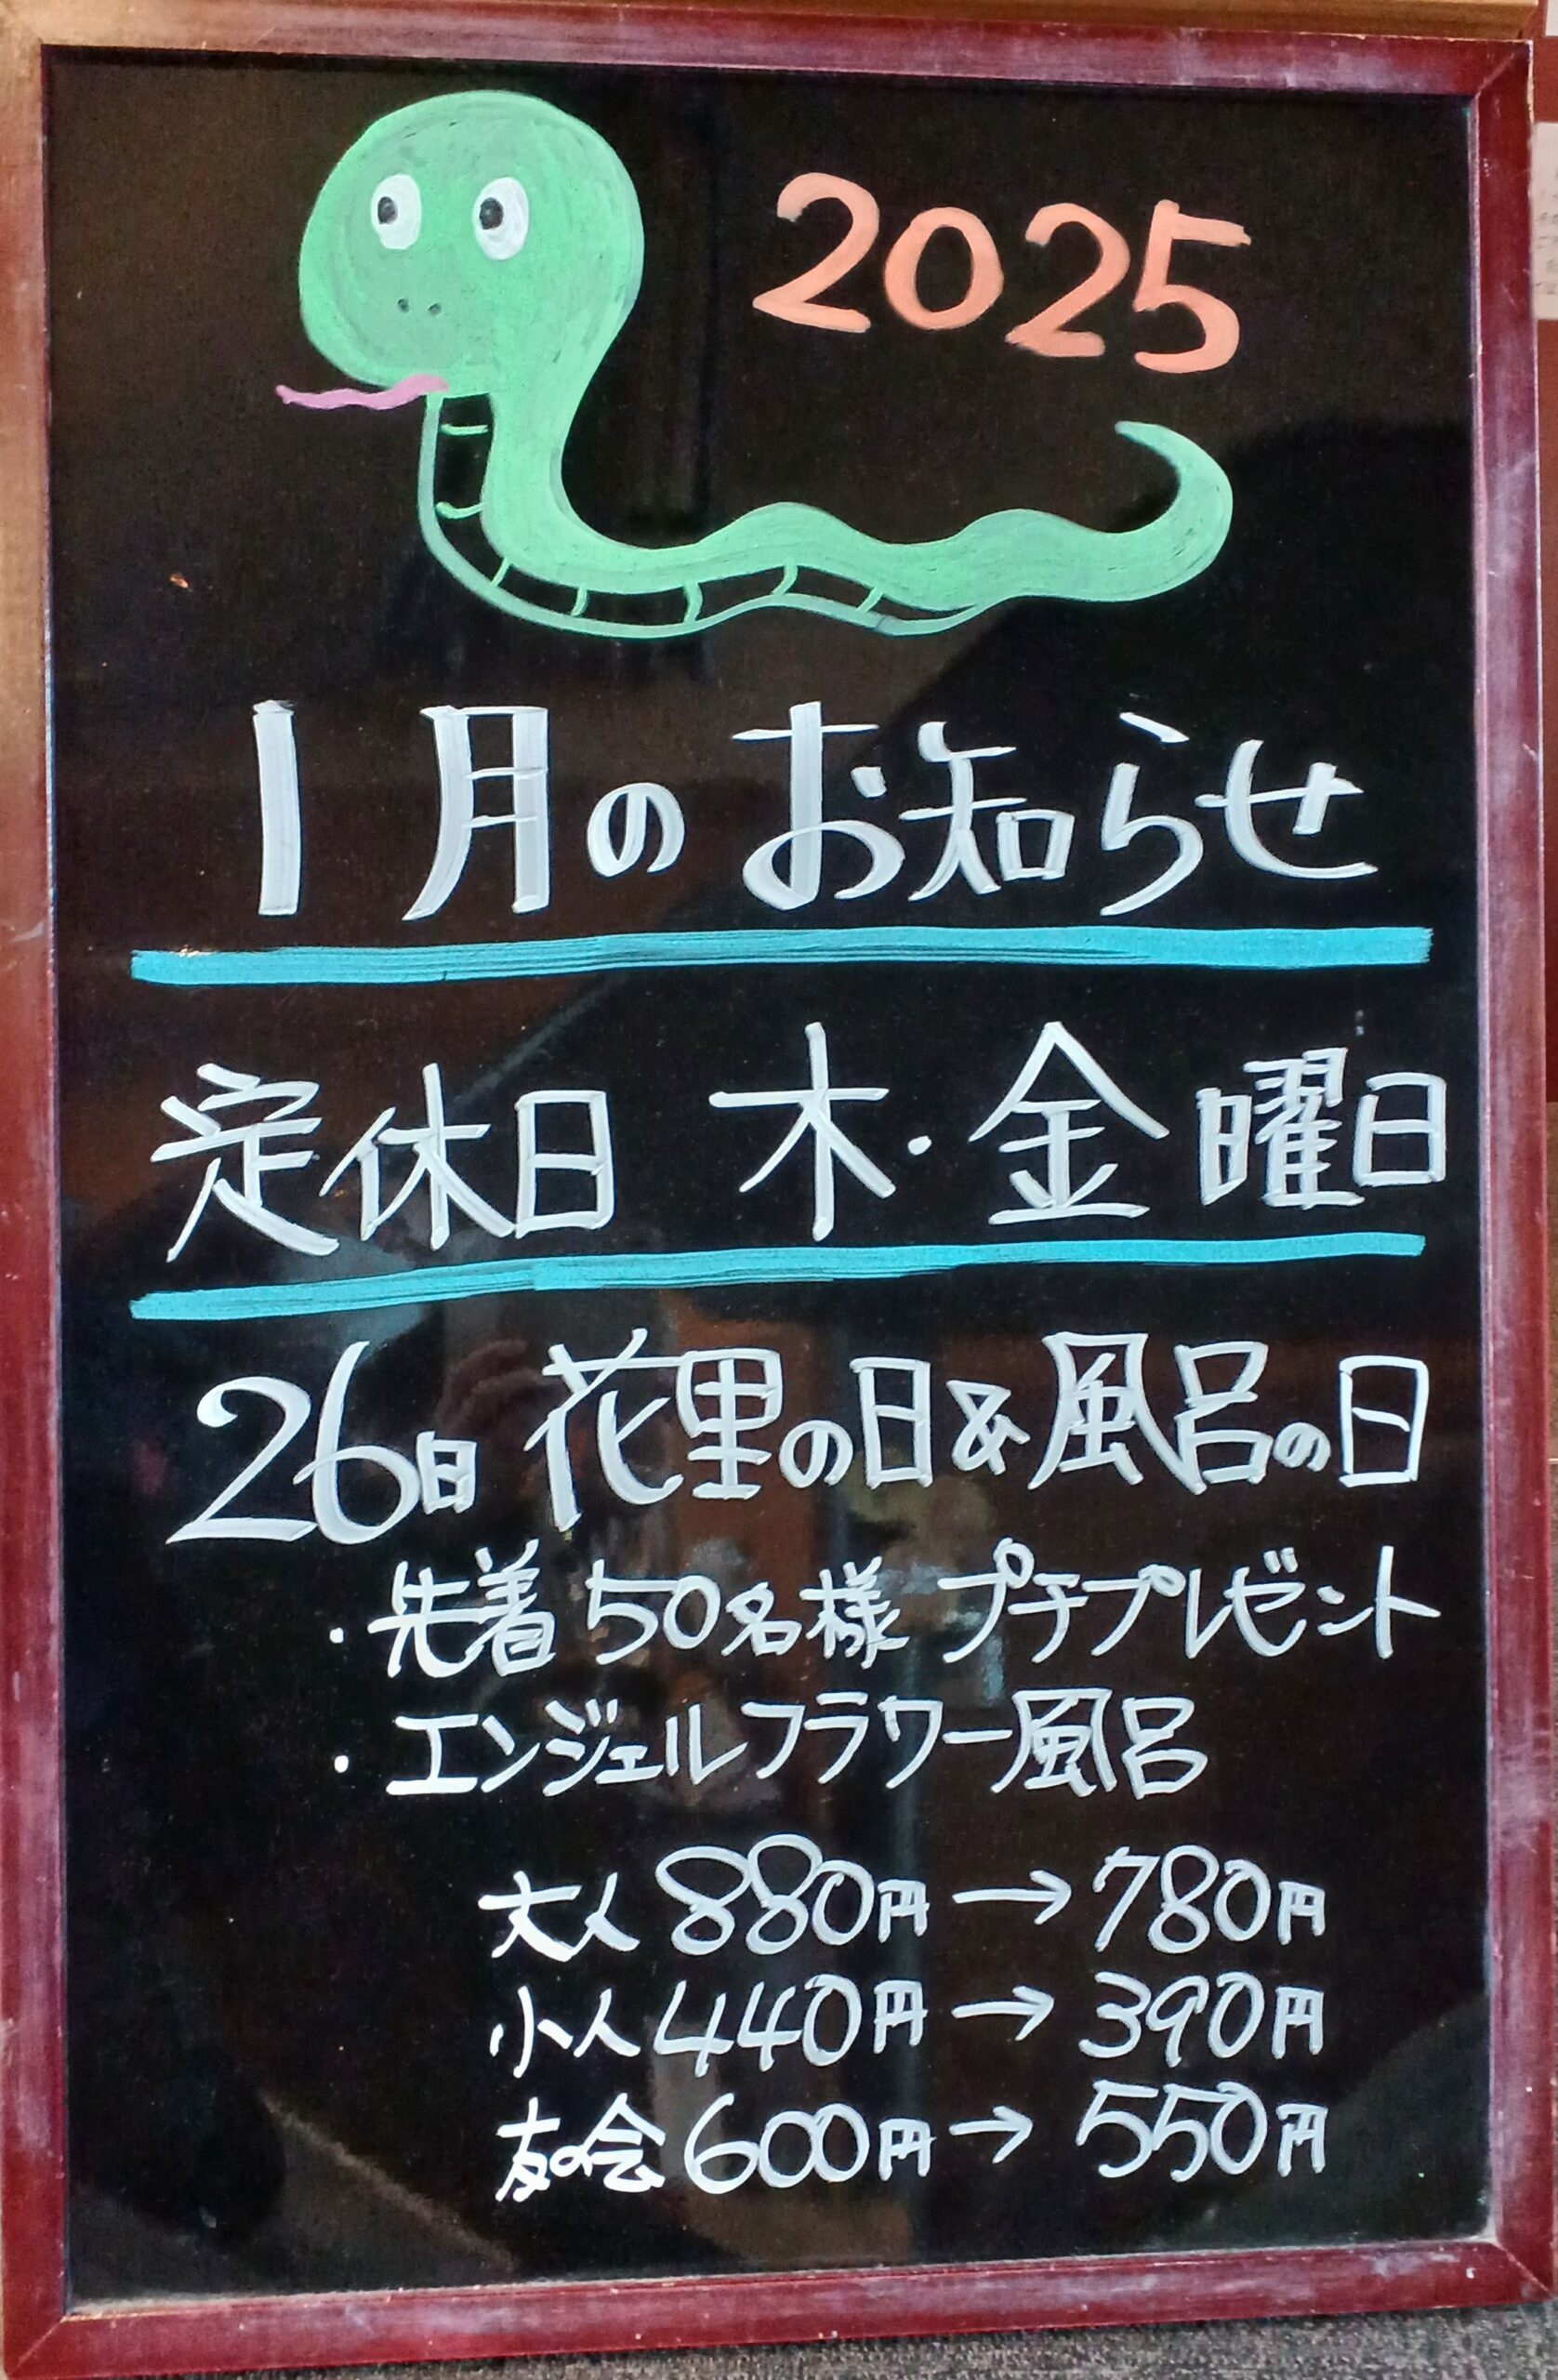 2025
1月のお知らせ
定休日 木・金曜日
26日 花里の日&風呂の日
・先着50名様 プチプレゼント
・エンジェルフラワー風呂
大人 880円→780円
小人 440円→390円
友の会 600円→550円